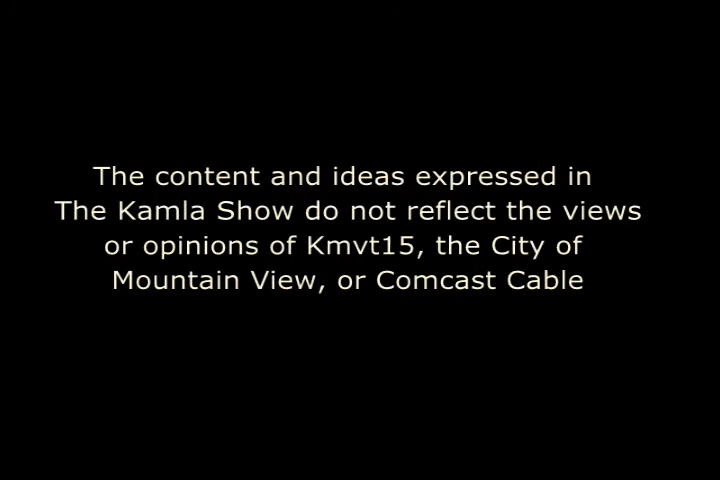 The content and ideas expressed in
The Kamla Show do not reflect the views
or opinions of Kmvt15, the City of
Mountain View, or Comcast Cable